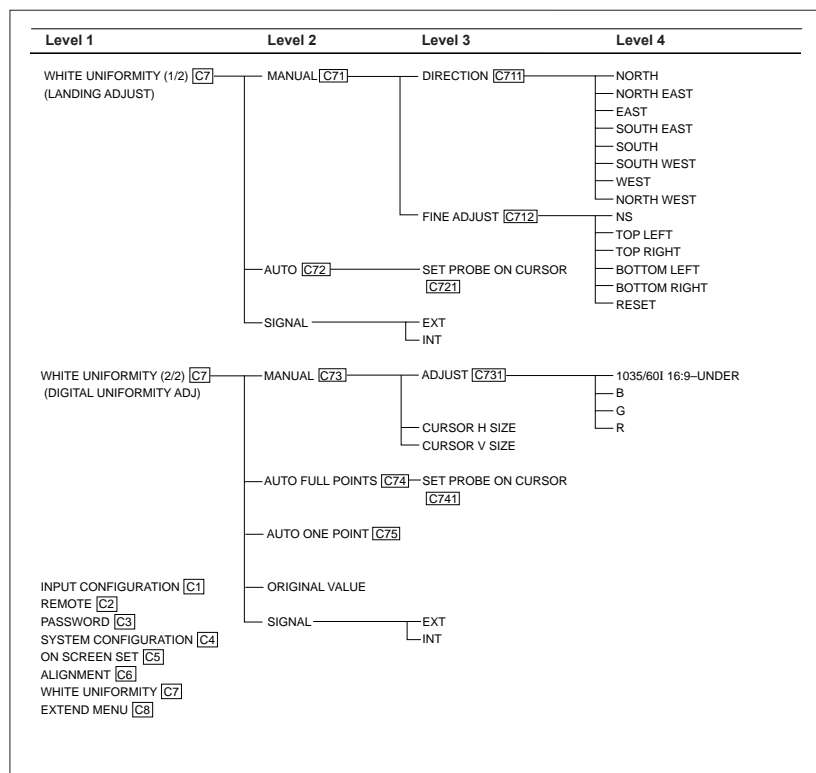 Level 1 Level 2 Level 3 Level 4
WHITE UNIFORMITY (1/2) C7 MANUAL C71 DIRECTION C711 NORTH
(LANDING ADJUST) NORTH EAST
EAST
SOUTH EAST
SOUTH
SOUTH WEST
WEST
NORTH WEST
FINE ADJUST C712 NS
TOP LEFT
TOP RIGHT
AUTO C72 SET PROBE ON CURSOR BOTTOM LEFT
C721 BOTTOM RIGHT
RESET
SIGNAL EXT
INT
WHITE UNIFORMITY (2/2) C7 MANUAL C73 ADJUST C731 1035/60I 16:9–UNDER
(DIGITAL UNIFORMITY ADJ) B
G
CURSOR H SIZE R
CURSOR V SIZE
AUTO FULL POINTS C74 SET PROBE ON CURSOR
C741
AUTO ONE POINT C75
INPUT CONFIGURATION C1 ORIGINAL VALUE
REMOTE C2
PASSWORD C3 SIGNAL EXT
SYSTEM CONFIGURATION C4 INT
ON SCREEN SET C5
ALIGNMENT C6
WHITE UNIFORMITY C7
EXTEND MENU C8